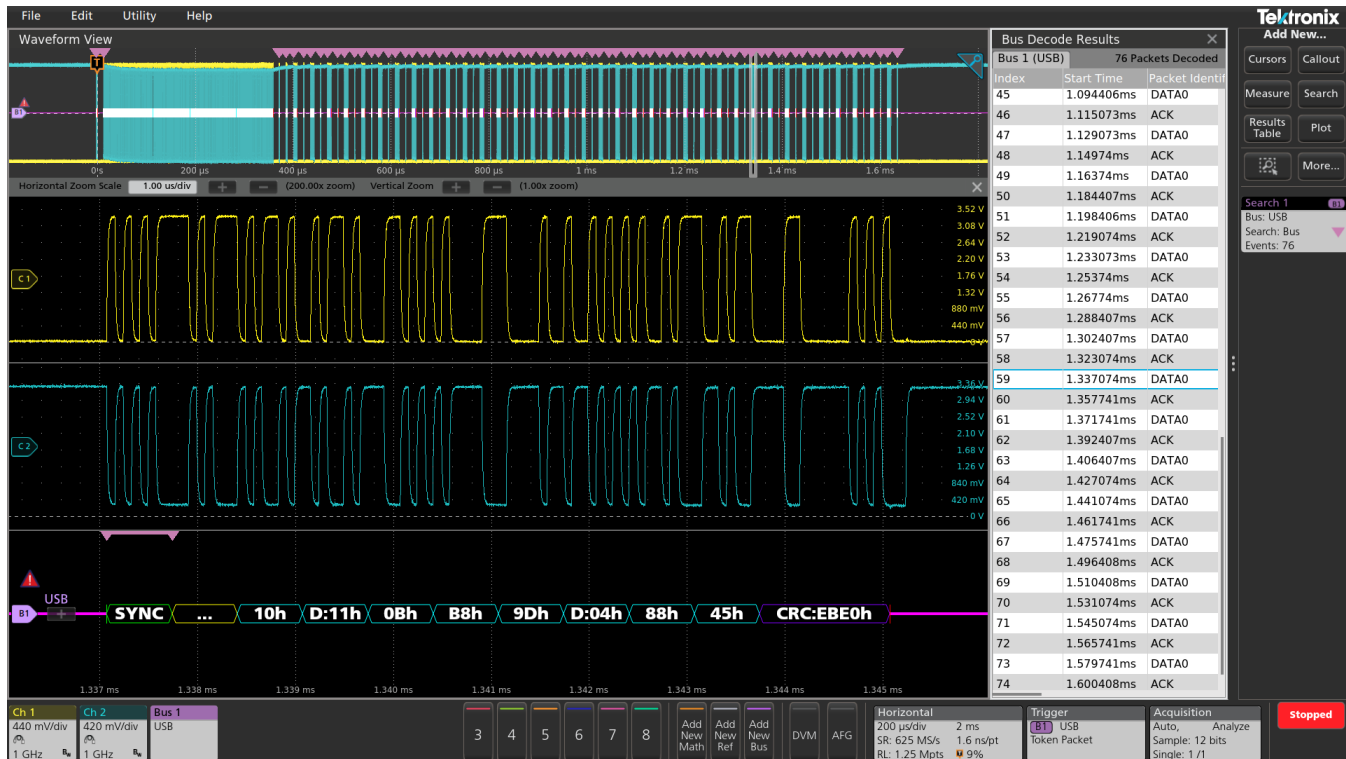 File Edit Utility Help
Tektronix
Waveform View
T
B1
0 s 200 µs 400 µs 600 µs 800 µs 1 ms 1.2 ms 1.4 ms 1.6 ms
Horizontal Zoom Scale 1.00 us/div + − (200.00x zoom) Vertical Zoom + − (1.00x zoom)
3.52 V
3.08 V
2.64 V
2.20 V
1.76 V
1.32 V
880 mV
440 mV
0 V
C 1
3.36 V
2.94 V
2.52 V
2.10 V
1.68 V
1.26 V
840 mV
420 mV
0 V
C 2
USB
B1 + SYNC ... 10h D:11h 0Bh B8h 9Dh D:04h 88h 45h CRC:EBE0h
1.337 ms 1.338 ms 1.339 ms 1.340 ms 1.341 ms 1.342 ms 1.343 ms 1.344 ms 1.345 ms
Bus Decode Results
Bus 1 (USB) 76 Packets Decoded
Index Start Time Packet Identif
45 1.094406ms DATA0
46 1.115073ms ACK
47 1.129073ms DATA0
48 1.14974ms ACK
49 1.16374ms DATA0
50 1.184407ms ACK
51 1.198406ms DATA0
52 1.219074ms ACK
53 1.233073ms DATA0
54 1.25374ms ACK
55 1.26774ms DATA0
56 1.288407ms ACK
57 1.302407ms DATA0
58 1.323074ms ACK
59 1.337074ms DATA0
60 1.357741ms ACK
61 1.371741ms DATA0
62 1.392407ms ACK
63 1.406407ms DATA0
64 1.427074ms ACK
65 1.441074ms DATA0
66 1.461741ms ACK
67 1.475741ms DATA0
68 1.496408ms ACK
69 1.510408ms DATA0
70 1.531074ms ACK
71 1.545074ms DATA0
72 1.565741ms ACK
73 1.579741ms DATA0
74 1.600408ms ACK
Add New...
Cursors Callout
Measure Search
Results Table Plot
More...
Search 1 B1
Bus: USB
Search: Bus
Events: 76
Ch 1
440 mV/div
1 GHz Bw
Ch 2
420 mV/div
1 GHz Bw
Bus 1
USB
3 4 5 6 7 8
Add New Math
Add New Ref
Add New Bus
DVM AFG
Horizontal
200 µs/div 2 ms
SR: 625 MS/s 1.6 ns/pt
RL: 1.25 Mpts 9%
Trigger
B1 USB
Token Packet
Acquisition
Auto, Analyze
Sample: 12 bits
Single: 1 /1
Stopped